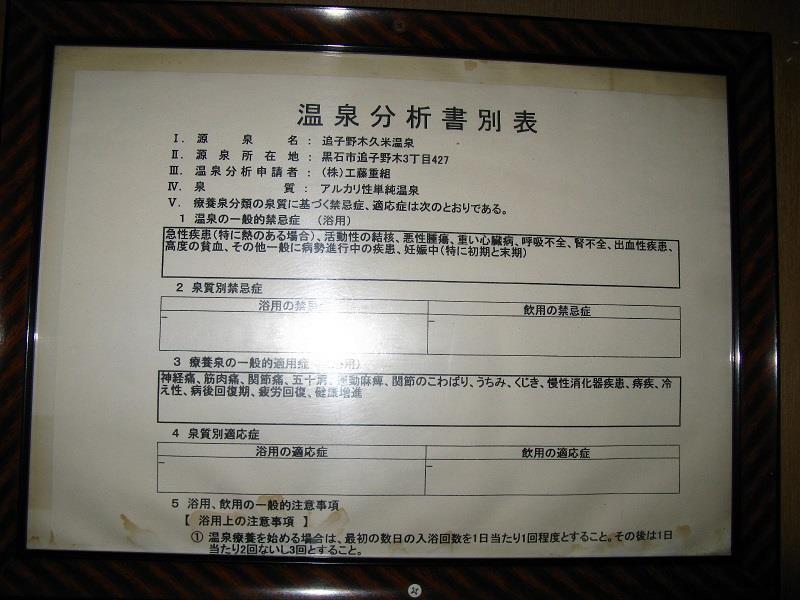 温泉分析書別表
Ⅰ. 源泉名 : 追子野木久米温泉
Ⅱ. 源泉所在地 : 黒石市追子野木3丁目427
Ⅲ. 温泉分析申請者 : (株)工藤重組
Ⅳ. 泉質 : アルカリ性単純温泉
Ⅴ. 療養泉分類の泉質に基づく禁忌症、適応症は次のとおりである。
1 温泉の一般的禁忌症 (浴用)
急性疾患(特に熱のある場合)、活動性の結核、悪性腫瘍、重い心臓病、呼吸不全、腎不全、出血性疾患、
高度の貧血、その他一般に病勢進行中の疾患、妊娠中(特に初期と末期)
2 泉質別禁忌症
浴用の禁忌症 飲用の禁忌症
− −
3 療養泉の一般的適用症 用)
神経痛、筋肉痛、関節痛、五十肩、運動麻痺、関節のこわばり、うちみ、くじき、慢性消化器疾患、痔疾、冷
え性、病後回復期、疲労回復、健康増進
4 泉質別適応症
浴用の適応症 飲用の適応症
− −
5 浴用、飲用の一般的注意事項
【 浴用上の注意事項 】
① 温泉療養を始める場合は、最初の数日の入浴回数を1日当たり1回程度とすること。その後は1日
当たり2回ないし3回とすること。